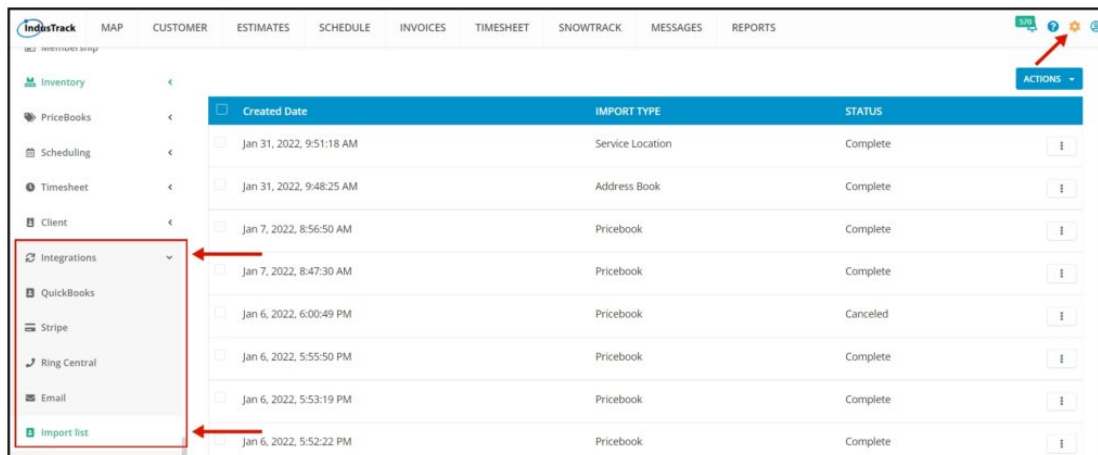 IndusTrack MAP CUSTOMER ESTIMATES SCHEDULE INVOICES TIMESHEET SNOWTRACK MESSAGES REPORTS 570 ?
Membership
Inventory
ACTIONS
PriceBooks
Created Date IMPORT TYPE STATUS
Scheduling
Jan 31, 2022, 9:51:18 AM Service Location Complete
Timesheet
Jan 31, 2022, 9:48:25 AM Address Book Complete
Client
Jan 7, 2022, 8:56:50 AM Pricebook Complete
Integrations
Jan 7, 2022, 8:47:30 AM Pricebook Complete
QuickBooks
Jan 6, 2022, 6:00:49 PM Pricebook Canceled
Stripe
Jan 6, 2022, 5:55:50 PM Pricebook Complete
Ring Central
Jan 6, 2022, 5:53:19 PM Pricebook Complete
Email
Import list
Jan 6, 2022, 5:52:22 PM Pricebook Complete